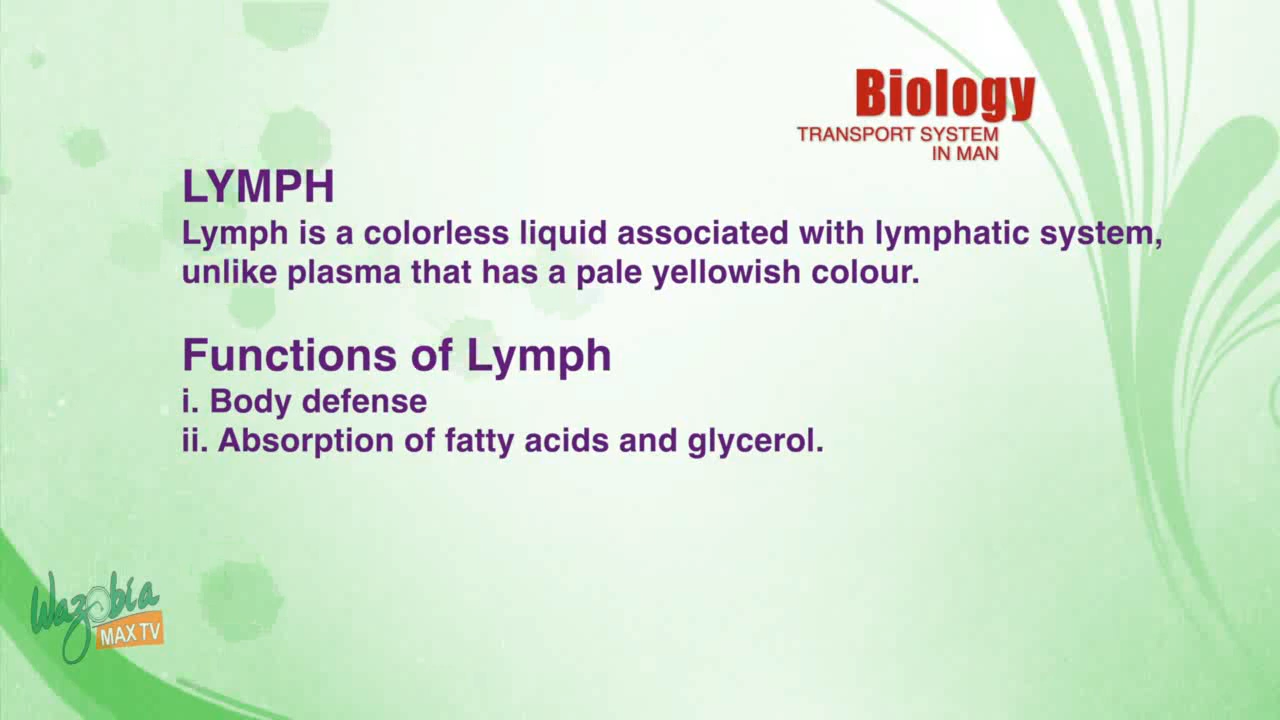 Biology
TRANSPORT SYSTEM
IN MAN
LYMPH
Lymph is a colorless liquid associated with lymphatic system,
unlike plasma that has a pale yellowish colour.
Functions of Lymph
i. Body defense
ii. Absorption of fatty acids and glycerol.
Wazobia
MAX TV